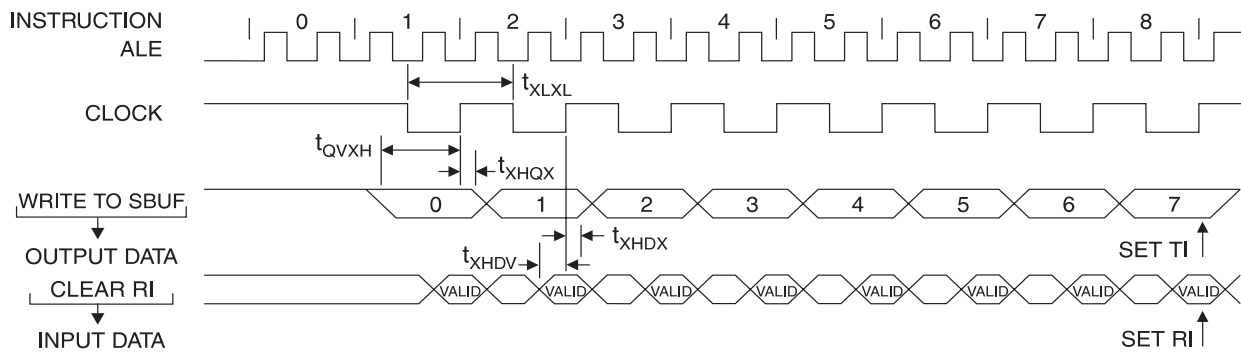 INSTRUCTION 0 1 2 3 4 5 6 7 8
ALE
tXLXL
CLOCK
tQVXH
tXHQX
WRITE TO SBUF 0 1 2 3 4 5 6 7
tXHDX
OUTPUT DATA
SET TI
tXHDV
CLEAR RI VALID VALID VALID VALID VALID VALID VALID VALID
INPUT DATA
SET RI